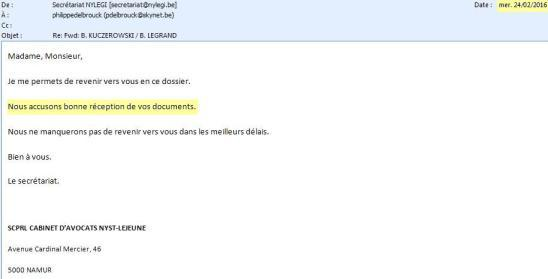 De : Secrétariat NYLEGI [secretariat@nylegi.be] Date : mer. 24/02/2016
À : philippedelbrouck (pdelbrouck@skynet.be)
Cc :
Objet : Re: Fwd: B. KUCZEROWSKI / B. LEGRAND
Madame, Monsieur,
Je me permets de revenir vers vous en ce dossier.
Nous accusons bonne réception de vos documents.
Nous ne manquerons pas de revenir vers vous dans les meilleurs délais.
Bien à vous.
Le secrétariat.
SCPRL CABINET D'AVOCATS NYST-LEJEUNE
Avenue Cardinal Mercier, 46
5000 NAMUR